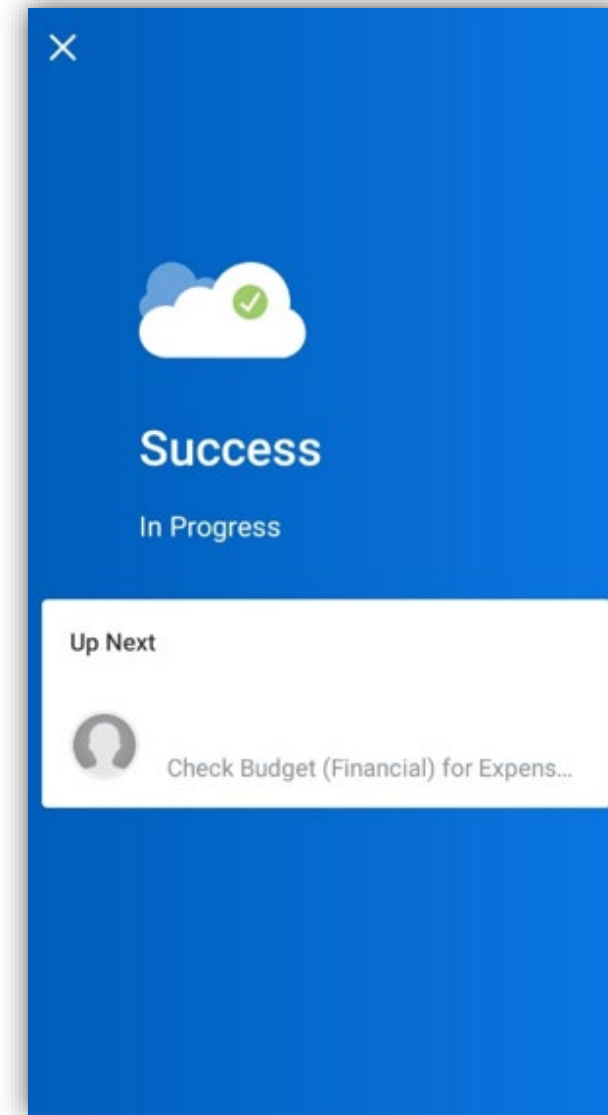 Success
In Progress
Up Next
Check Budget (Financial) for Expens...